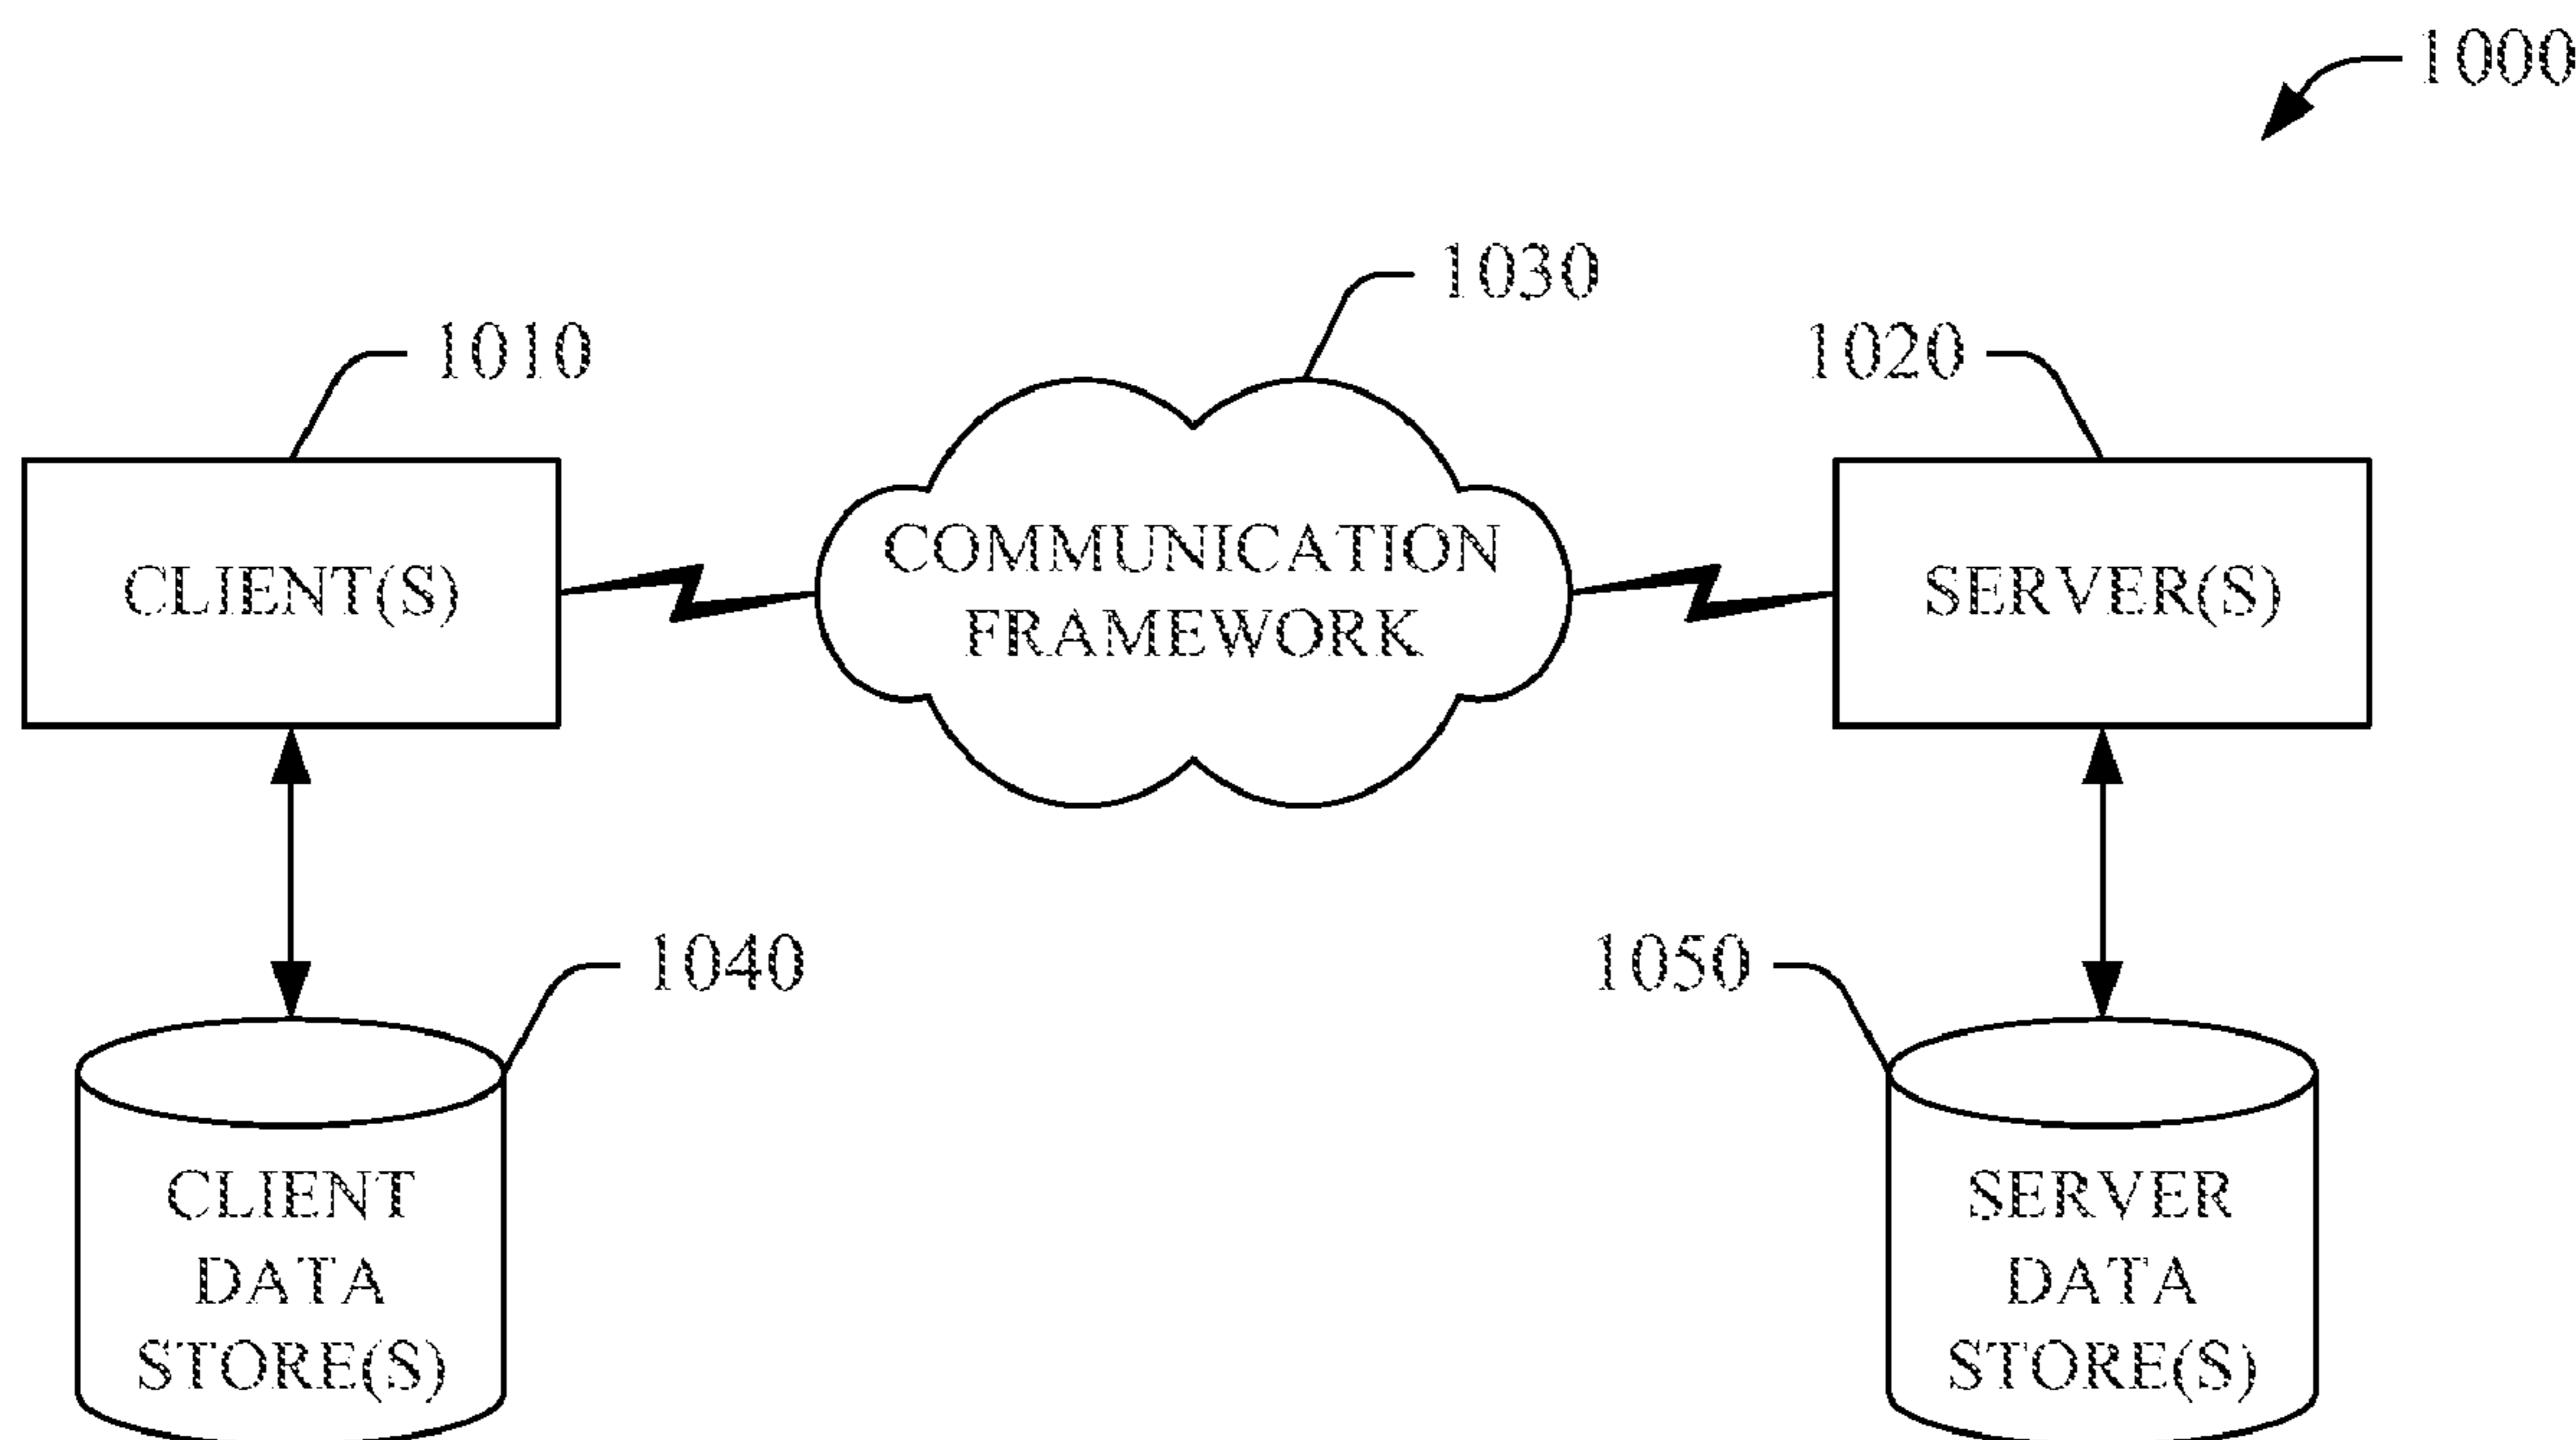 1000
1030
1010
1020
COMMUNICATION
FRAMEWORK
CLIENT(S)
SERVER(S)
1040
1050
CLIENT
DATA
STORE(S)
SERVER
DATA
STORE(S)